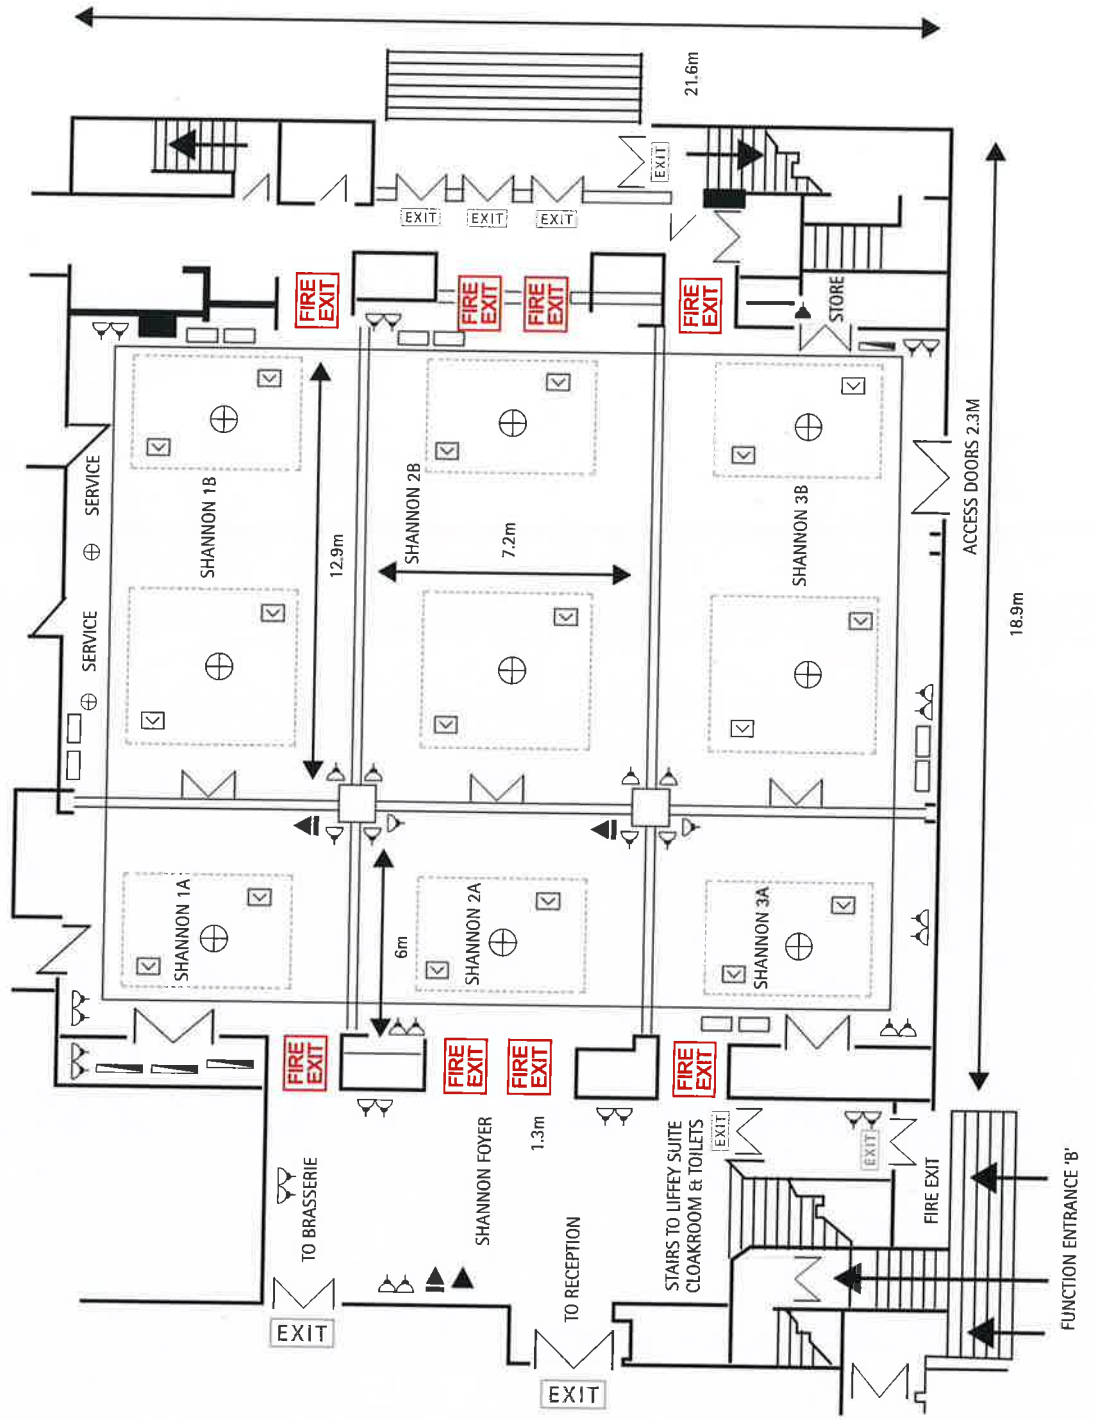 21.6m
EXIT
EXIT
EXIT
EXIT
FIRE
EXIT
FIRE
EXIT
FIRE
EXIT
FIRE
EXIT
STORE
SERVICE
SERVICE
SHANNON 1B
SHANNON 2B
SHANNON 3B
12.9m
7.2m
ACCESS DOORS 2.3M
18.9m
SHANNON 1A
SHANNON 2A
SHANNON 3A
6m
FIRE
EXIT
FIRE
EXIT
FIRE
EXIT
FIRE
EXIT
1.3m
EXIT
EXIT
TO BRASSERIE
SHANNON FOYER
STAIRS TO LIFFEY SUITE
CLOAKROOM & TOILETS
FIRE EXIT
TO RECEPTION
FUNCTION ENTRANCE 'B'
EXIT
EXIT